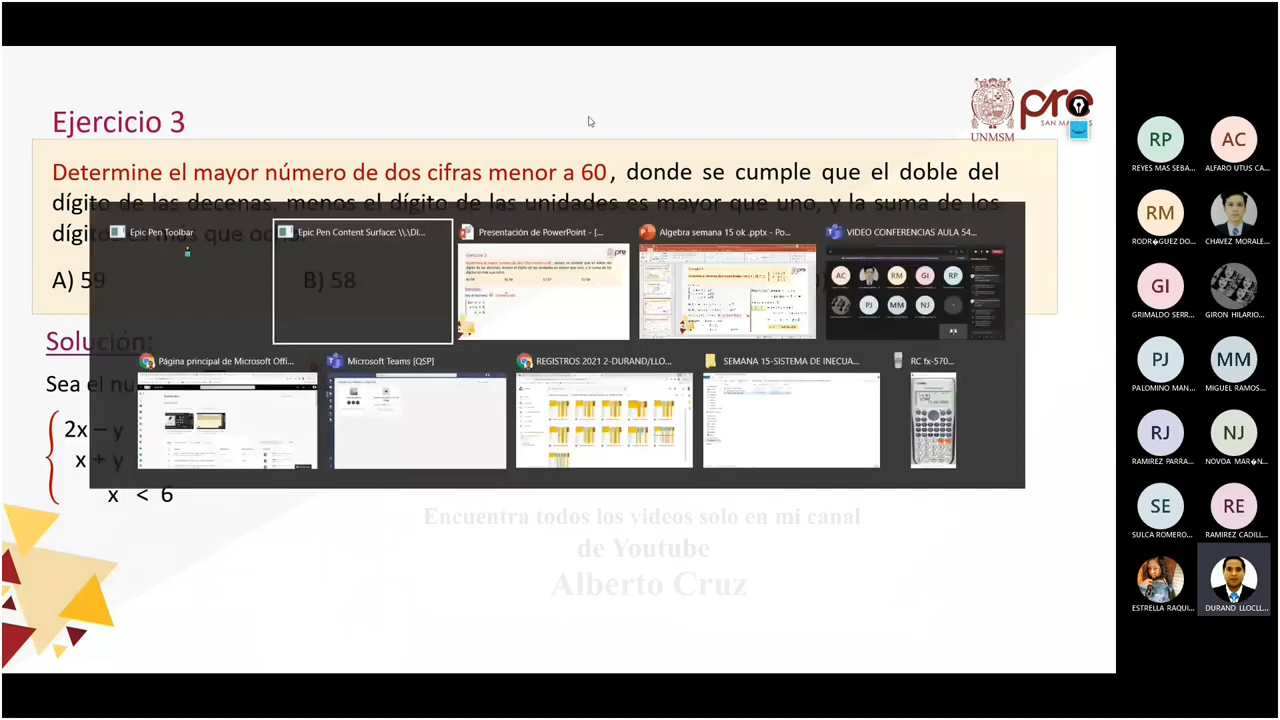 Ejercicio 3
UNMSM
pre
SAN MA
Determine el mayor número de dos cifras menor a 60, donde se cumple que el doble del
dígito de las decenas, menos el dígito de las unidades es mayor que uno, y la suma de los
A) 59
B) 58
Solución:
Sea el nu
2x – y
x + y
x < 6
Epic Pen Toolbar
Epic Pen Content Surface: \\.\DI...
Presentación de PowerPoint - [...
Algebra semana 15 ok .pptx - Po...
VIDEO CONFERENCIAS AULA 54...
Página principal de Microsoft Offi...
Microsoft Teams [QSP]
REGISTROS 2021 2-DURAND/LLO...
SEMANA 15-SISTEMA DE INECUA...
RC fx-570...
Encuentra todos los videos solo en mi canal
de Youtube
Alberto Cruz
RP
AC
REYES MAS SEBA...
ALFARO UTUS CA...
RM
RODR�GUEZ DO...
CHAVEZ MORALE...
GI
GRIMALDO SERR...
GIRON HILARIO...
PJ
MM
PALOMINO MAN...
MIGUEL RAMOS...
RJ
NJ
RAMIREZ PARRA...
NOVOA MAR�N...
SE
RE
SULCA ROMERO...
RAMIREZ CADILL...
ESTRELLA RAQUI...
DURAND LLOCLL...